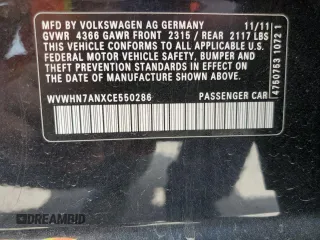 MFD BY VOLKSWAGEN AG GERMANY 11/11
GVWR 4366 GAWR FRONT 2315 / REAR 2117 LBS
THIS VEHICLE CONFORMS TO ALL APPLICABLE U.S.
FEDERAL MOTOR VEHICLE SAFETY, BUMPER AND
THEFT PREVENTION STANDARDS IN EFFECT ON THE
DATE OF MANUFACTURE SHOWN ABOVE.
WVWHN7ANXCE550286 PASSENGER CAR
4750753 1072 1
DREAMBID